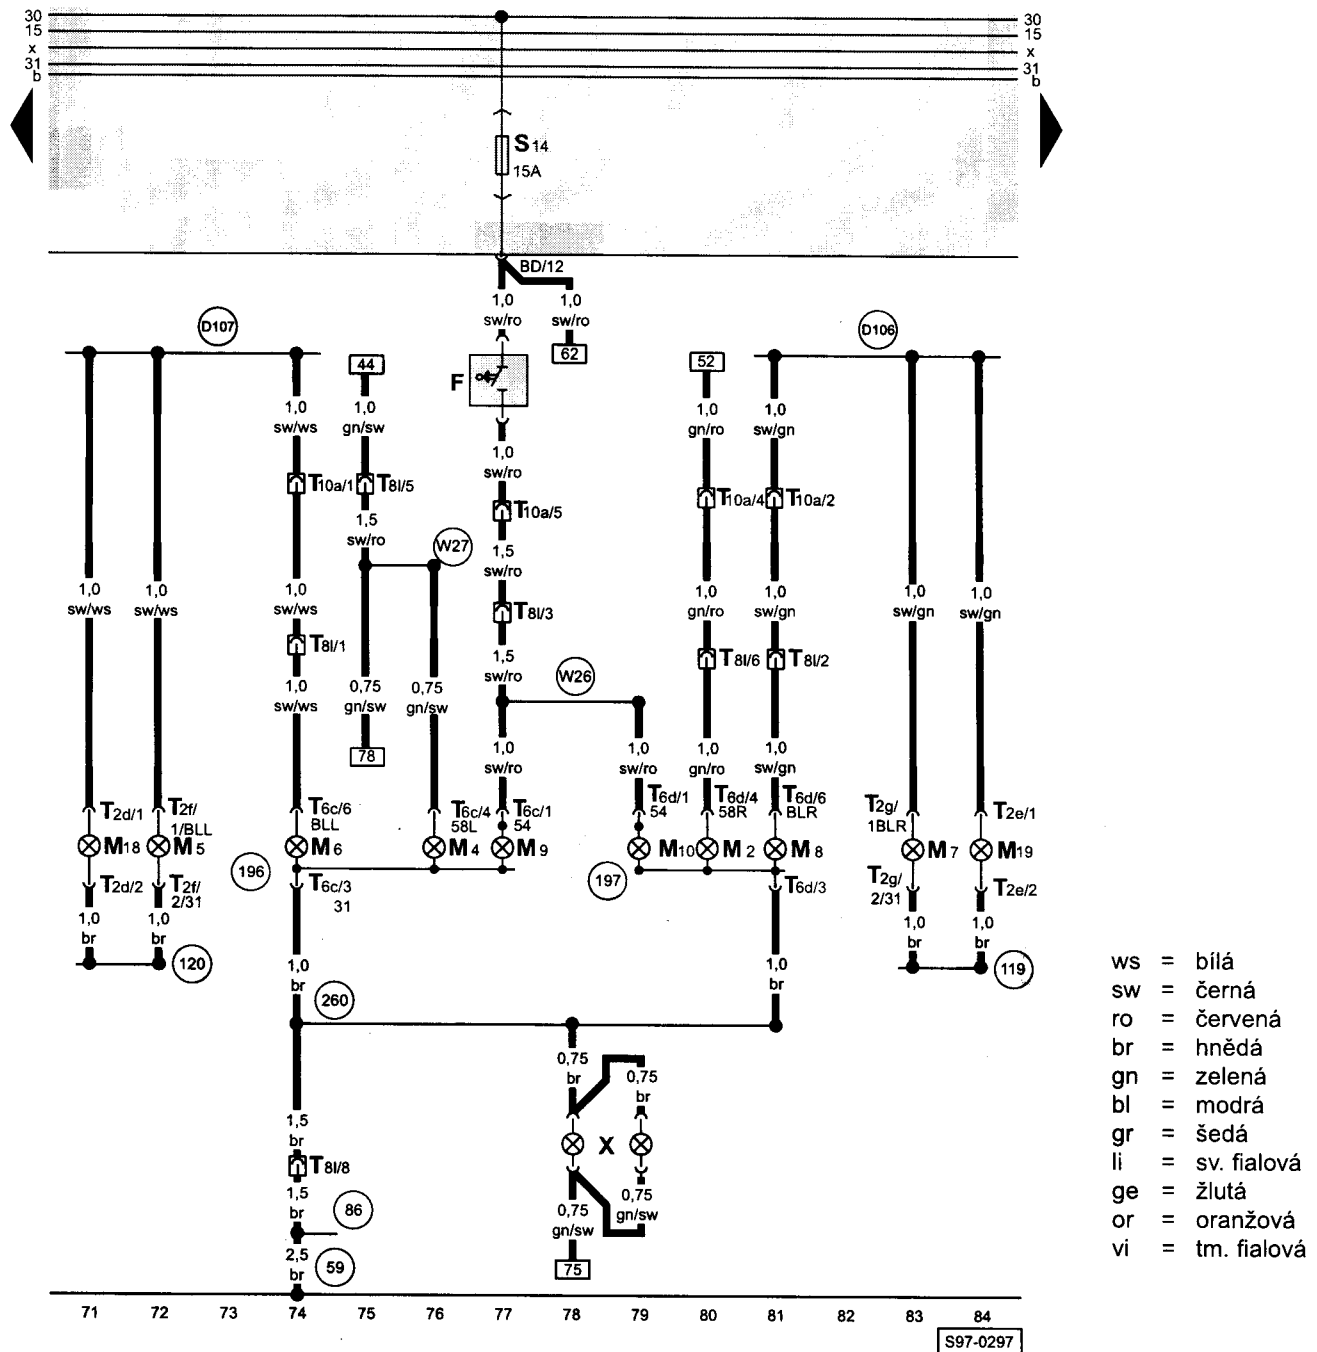 30 30
15 15
x x
31 31
b b
S 14
15A
BD/12
1,0 1,0
sw/ro sw/ro
D107 D106
62
44 52
F
1,0 1,0 1,0 1,0
sw/ws gn/sw gn/ro sw/gn
1,0
sw/ro
T10a/1 T8l/5 T10a/4 T10a/2
T10a/5
1,5
sw/ro
W27
1,5
sw/ro
1,0 1,0 1,0 1,0 1,0 1,0 1,0
sw/ws sw/ws sw/ws gn/ro sw/gn sw/gn sw/gn
T8l/3
T8l/1 T8l/6 T8l/2
1,5
sw/ro
W26
1,0 0,75 0,75
sw/ws gn/sw gn/sw
1,0 1,0 1,0 1,0
sw/ro sw/ro gn/ro sw/gn
78
T2d/1 T2f/ T6c/6 T6c/4 T6c/1 T6d/1 T6d/4 T6d/6 T2g/ T2e/1
1/BLL BLL 58L 54 54 58R BLR 1BLR
M18 M5 M6 M4 M9 M10 M2 M8 M7 M19
196 197
T2d/2 T2f/ T6c/3 T6d/3 T2g/ T2e/2
2/31 31 2/31
1,0 1,0 1,0 1,0
br br br br
120 119
1,0 1,0
br br
260
0,75 0,75
br br
1,5
br
X
T8l/8
1,5
br
86
0,75 0,75
gn/sw gn/sw
2,5
br
59
75
71 72 73 74 75 76 77 78 79 80 81 82 83 84
S97-0297
ws = bílá
sw = černá
ro = červená
br = hnědá
gn = zelená
bl = modrá
gr = šedá
li = sv. fialová
ge = žlutá
or = oranžová
vi = tm. fialová